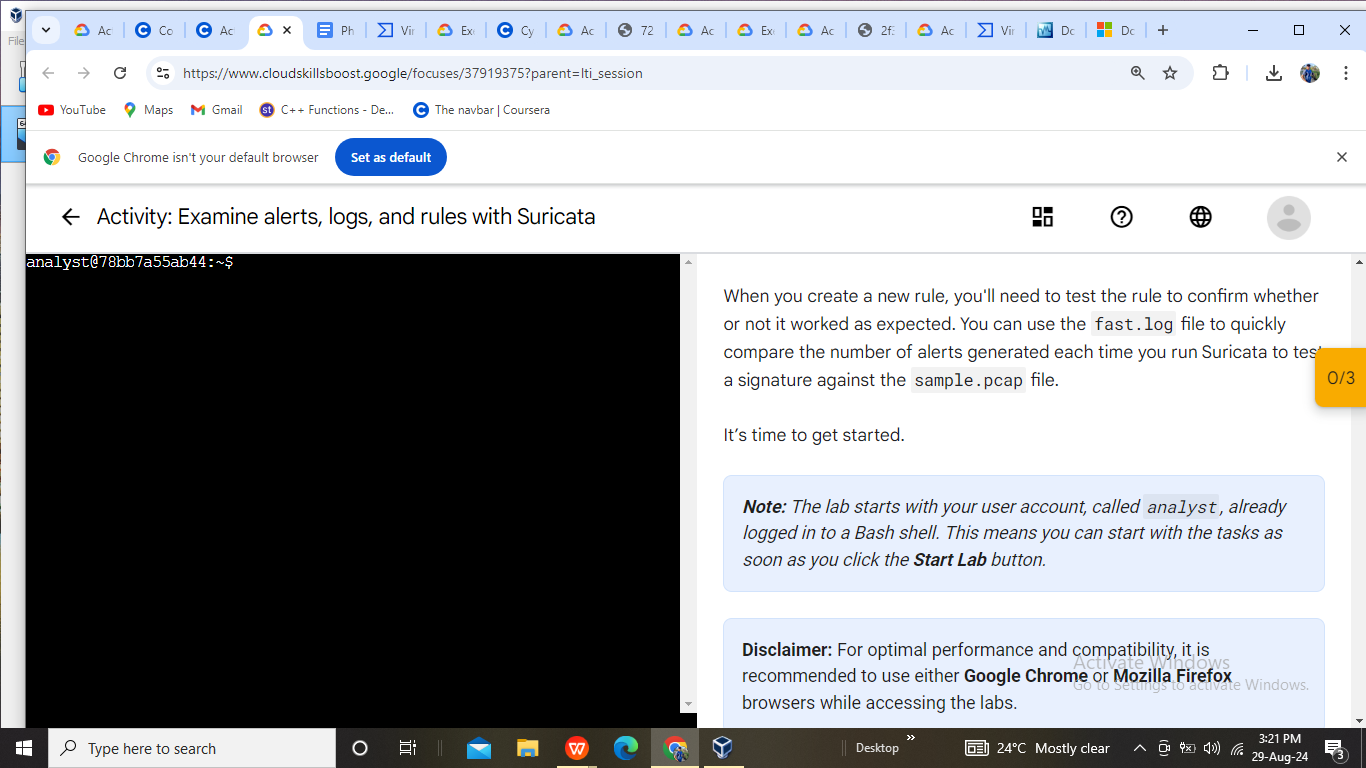 Ac
Co
Ac
Ph
Vir
Exa
Cy
Ac
72
Ac
Exa
Ac
2f
Ac
Vir
Dc
Dc
File
https://www.cloudskillsboost.google/focuses/37919375?parent=lti_session
YouTube
Maps
Gmail
C++ Functions - De...
The navbar | Coursera
Google Chrome isn't your default browser
Set as default
Activity: Examine alerts, logs, and rules with Suricata
analyst@78bb7a55ab44:~$
When you create a new rule, you'll need to test the rule to confirm whether
or not it worked as expected. You can use the fast.log file to quickly
compare the number of alerts generated each time you run Suricata to test
a signature against the sample.pcap file.
0/3
It’s time to get started.
Note: The lab starts with your user account, called analyst, already
logged in to a Bash shell. This means you can start with the tasks as
soon as you click the Start Lab button.
Disclaimer: For optimal performance and compatibility, it is
recommended to use either Google Chrome or Mozilla Firefox
browsers while accessing the labs.
Activate Windows
Go to Settings to activate Windows.
Type here to search
Desktop
24°C Mostly clear
3:21 PM
29-Aug-24
3